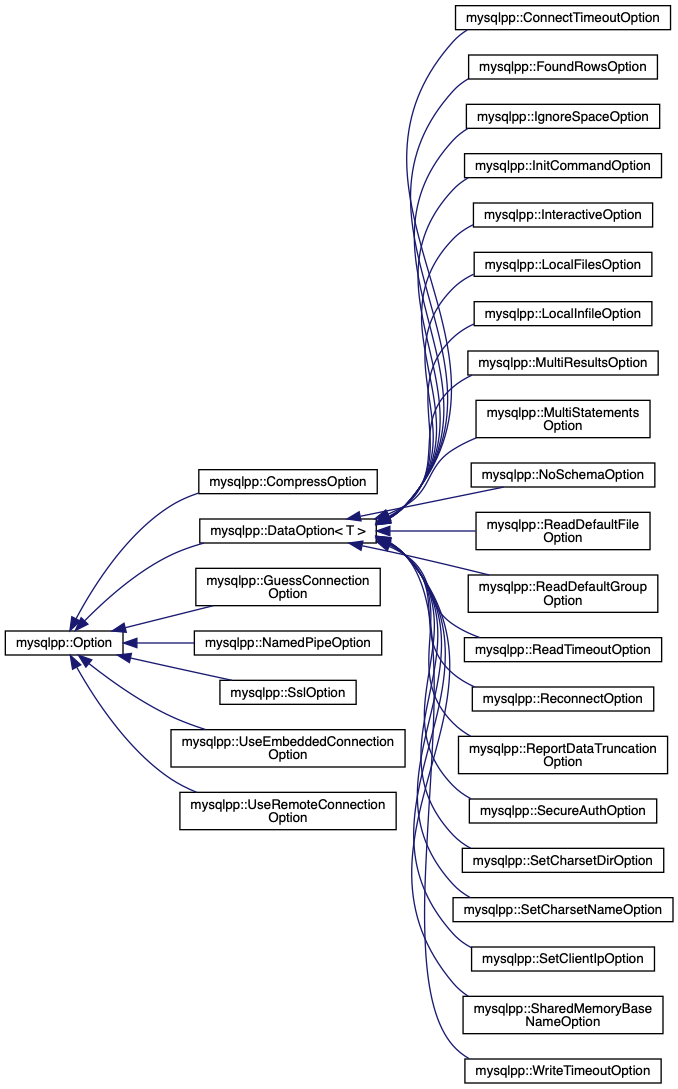 mysqlpp::ConnectTimeoutOption
mysqlpp::FoundRowsOption
mysqlpp::IgnoreSpaceOption
mysqlpp::InitCommandOption
mysqlpp::InteractiveOption
mysqlpp::LocalFilesOption
mysqlpp::LocalInfileOption
mysqlpp::MultiResultsOption
mysqlpp::MultiStatements
Option
mysqlpp::CompressOption
mysqlpp::NoSchemaOption
mysqlpp::DataOption< T >
mysqlpp::ReadDefaultFile
Option
mysqlpp::GuessConnection
Option
mysqlpp::ReadDefaultGroup
Option
mysqlpp::Option
mysqlpp::NamedPipeOption
mysqlpp::ReadTimeoutOption
mysqlpp::SslOption
mysqlpp::ReconnectOption
mysqlpp::UseEmbeddedConnection
Option
mysqlpp::ReportDataTruncation
Option
mysqlpp::UseRemoteConnection
Option
mysqlpp::SecureAuthOption
mysqlpp::SetCharsetDirOption
mysqlpp::SetCharsetNameOption
mysqlpp::SetClientIpOption
mysqlpp::SharedMemoryBase
NameOption
mysqlpp::WriteTimeoutOption